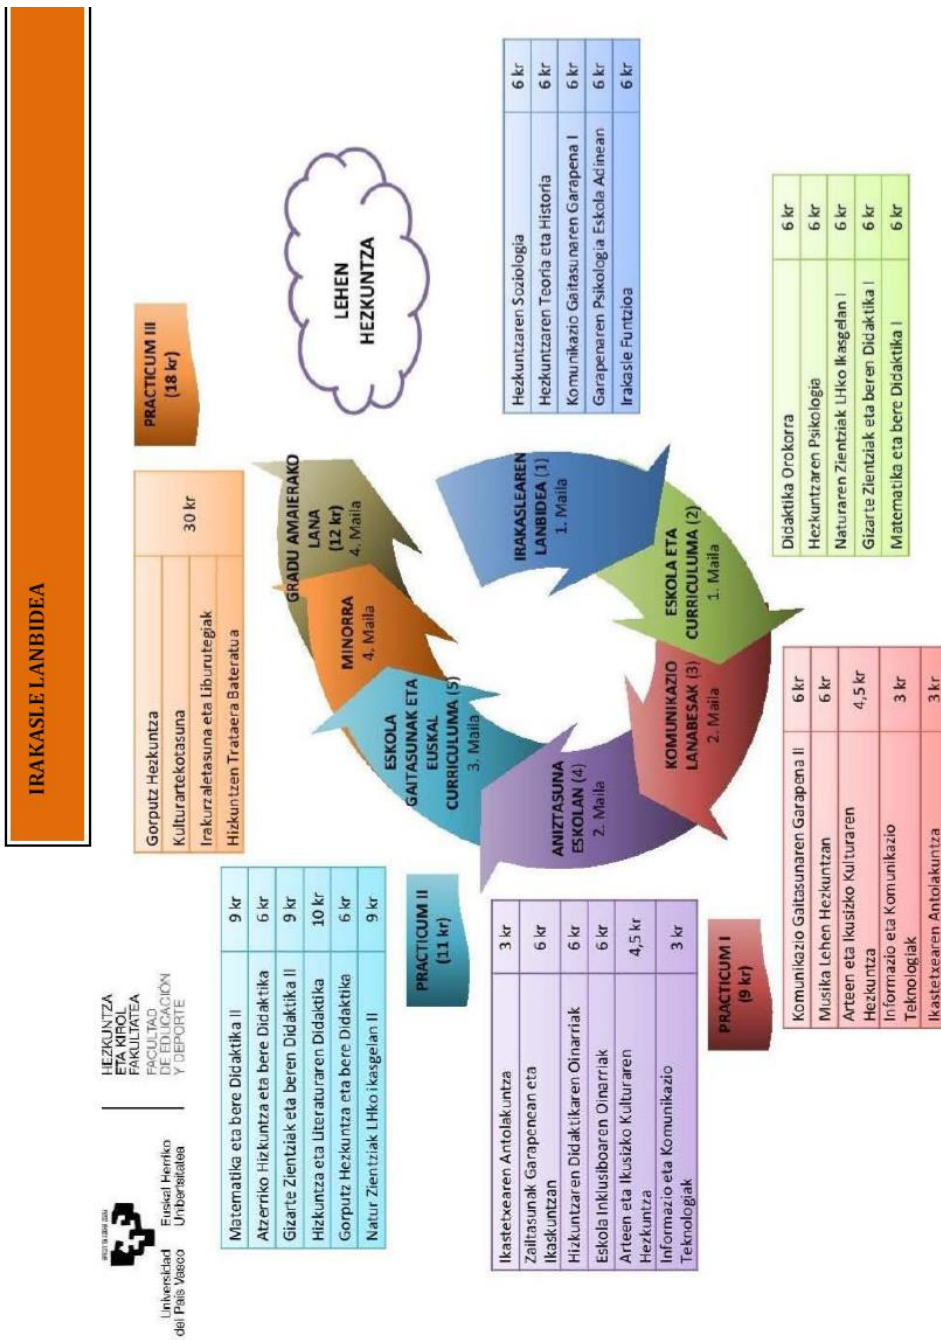 IRAKASLE LANBIDEA
Universidad
del País Vasco
Euskal Herriko
Unibertsitatea
HEZKUNTZA
ETA KIROL
FAKULTATEA
FACULTAD
DE EDUCACIÓN
Y DEPORTE
Gorputz Hezkuntza
Kulturartekotasuna
Irakurzaletasuna eta Liburutegiak
Hizkuntzen Trataera Bateratua
30 kr
PRACTICUM III
(18 kr)
Matematika eta bere Didaktika II 9 kr
Atzerriko Hizkuntza eta bere Didaktika 6 kr
Gizarte Zientziak eta beren Didaktika II 9 kr
Hizkuntza eta Literaturaren Didaktika 10 kr
Gorputz Hezkuntza eta bere Didaktika 6 kr
Natur Zientziak LHko ikasgelan II 9 kr
PRACTICUM II
(11 kr)
GRADU AMAIERAKO
LANA
(12 kr)
4. Maila
MINORRA
4. Maila
ESKOLA
GAITASUNAK ETA
EUSKAL
CURRICULUMA (5)
3. Maila
LEHEN
HEZKUNTZA
IRAKASLEAREN
LANBIDEA (1)
1. Maila
ANIZTASUNA
ESKOLAN (4)
2. Maila
KOMUNIKAZIO
LANABESAK (3)
2. Maila
ESKOLA ETA
CURRICULUMA (2)
1. Maila
Hezkuntzaren Soziologia 6 kr
Hezkuntzaren Teoria eta Historia 6 kr
Komunikazio Gaitasunaren Garapena I 6 kr
Garapenaren Psikologia Eskola Adinean 6 kr
Irakasle Funtzioa 6 kr
Ikastetxearen Antolakuntza 3 kr
Zailtasunak Garapenean eta
Ikaskuntzan 6 kr
Hizkuntzaren Didaktikaren Oinarriak 6 kr
Eskola Inklusiboaren Oinarriak 6 kr
Arteen eta Ikusizko Kulturaren
Hezkuntza 4,5 kr
Informazio eta Komunikazio
Teknologiak 3 kr
PRACTICUM I
(9 kr)
Komunikazio Gaitasunaren Garapena II 6 kr
Musika Lehen Hezkuntzan 6 kr
Arteen eta Ikusizko Kulturaren
Hezkuntza 4,5 kr
Informazio eta Komunikazio
Teknologiak 3 kr
Ikastetxearen Antolakuntza 3 kr
Didaktika Orokorra 6 kr
Hezkuntzaren Psikologia 6 kr
Naturaren Zientziak LHko Ikasgelan I 6 kr
Gizarte Zientziak eta beren Didaktika I 6 kr
Matematika eta bere Didaktika I 6 kr